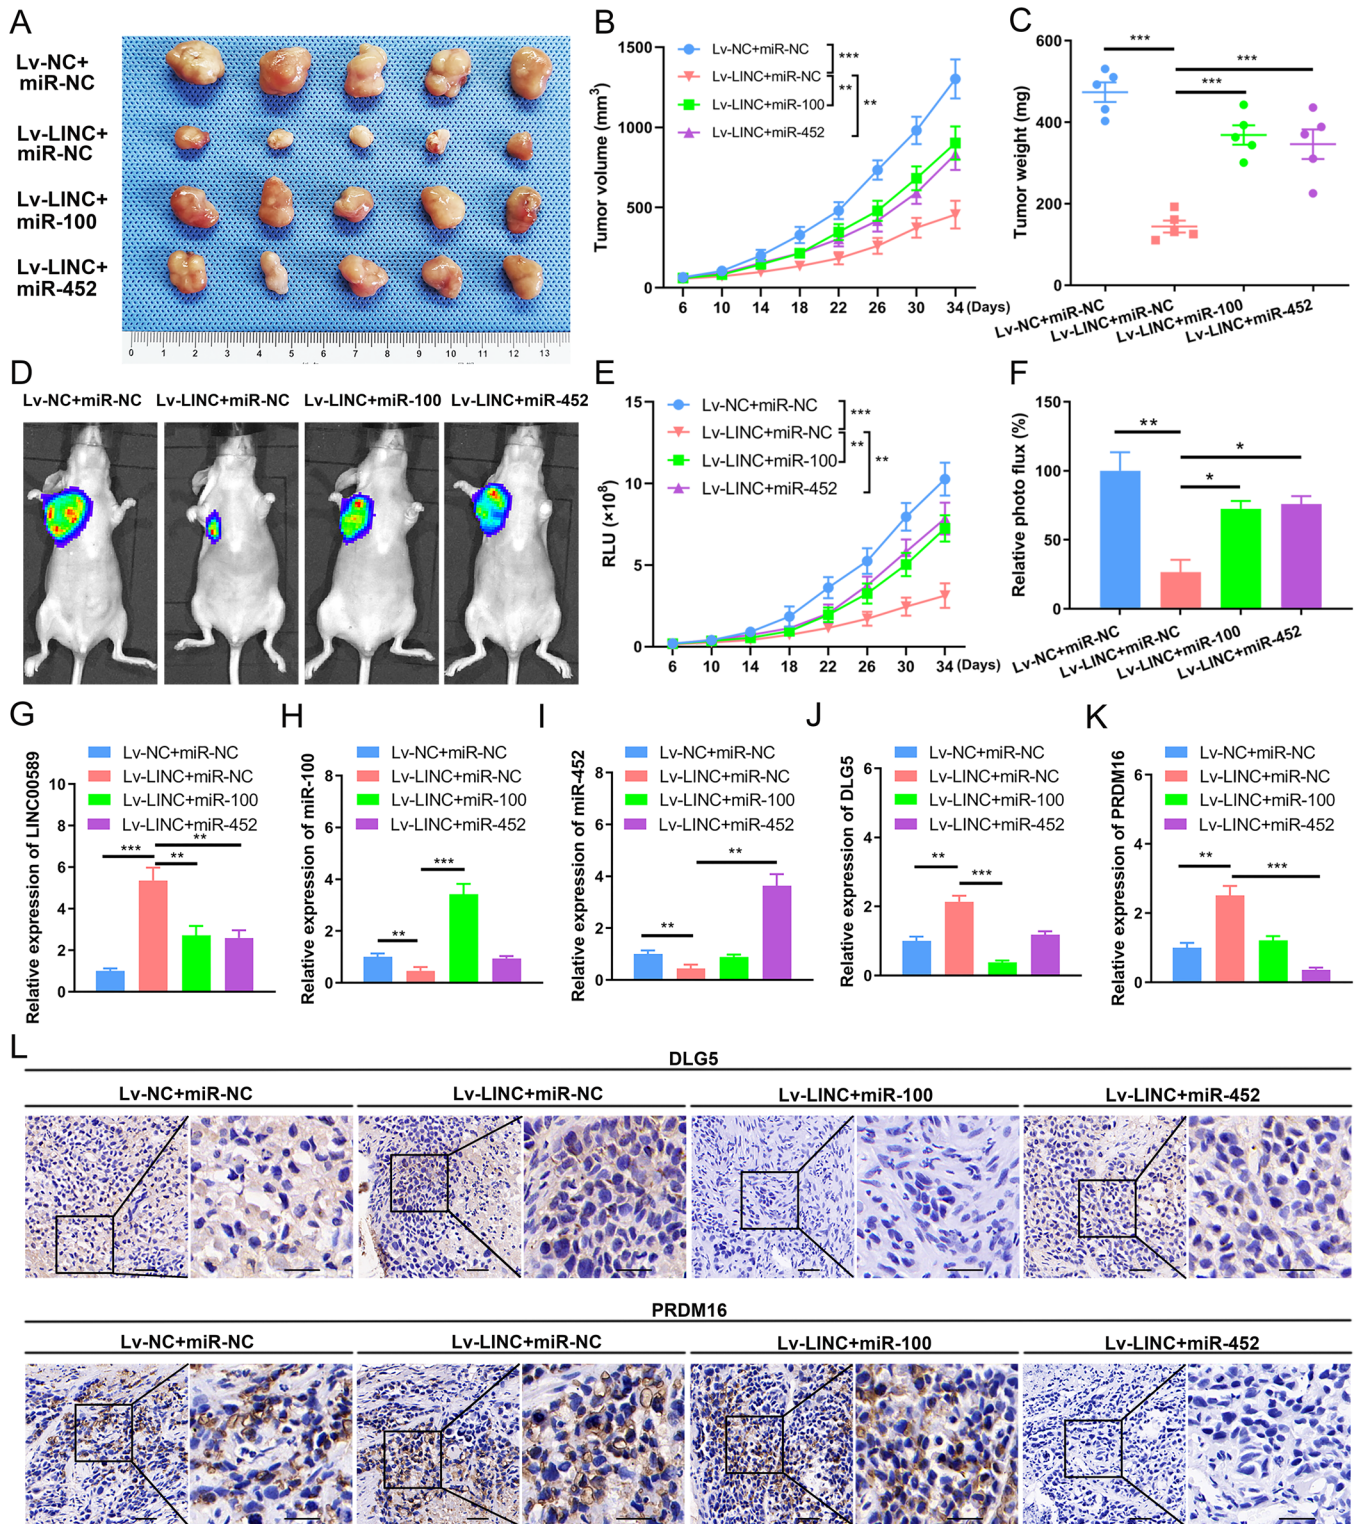 A
Lv-NC+
miR-NC
Lv-LINC+
miR-NC
Lv-LINC+
miR-100
Lv-LINC+
miR-452
0 1 2 3 4 5 6 7 8 9 10 11 12 13
B
Tumor volume (mm³)
1500
1000
500
0
Lv-NC+miR-NC
Lv-LINC+miR-NC
Lv-LINC+miR-100
Lv-LINC+miR-452
***
**
**
6 10 14 18 22 26 30 34 (Days)
C
Tumor weight (mg)
600
400
200
0
***
***
***
Lv-NC+miR-NC
Lv-LINC+miR-NC
Lv-LINC+miR-100
Lv-LINC+miR-452
D
Lv-NC+miR-NC Lv-LINC+miR-NC Lv-LINC+miR-100 Lv-LINC+miR-452
E
RLU (×10⁸)
15
10
5
0
Lv-NC+miR-NC
Lv-LINC+miR-NC
Lv-LINC+miR-100
Lv-LINC+miR-452
***
**
**
6 10 14 18 22 26 30 34 (Days)
F
Relative photo flux (%)
150
100
50
0
**
*
*
Lv-NC+miR-NC
Lv-LINC+miR-NC
Lv-LINC+miR-100
Lv-LINC+miR-452
G
Relative expression of LINC00589
Lv-NC+miR-NC
Lv-LINC+miR-NC
Lv-LINC+miR-100
Lv-LINC+miR-452
10
8
6
4
2
0
***
**
**
H
Relative expression of miR-100
Lv-NC+miR-NC
Lv-LINC+miR-NC
Lv-LINC+miR-100
Lv-LINC+miR-452
8
6
4
2
0
**
***
I
Relative expression of miR-452
Lv-NC+miR-NC
Lv-LINC+miR-NC
Lv-LINC+miR-100
Lv-LINC+miR-452
8
6
4
2
0
**
**
J
Relative expression of DLG5
Lv-NC+miR-NC
Lv-LINC+miR-NC
Lv-LINC+miR-100
Lv-LINC+miR-452
6
4
2
0
**
***
K
Relative expression of PRDM16
Lv-NC+miR-NC
Lv-LINC+miR-NC
Lv-LINC+miR-100
Lv-LINC+miR-452
6
4
2
0
**
***
L
DLG5
Lv-NC+miR-NC Lv-LINC+miR-NC Lv-LINC+miR-100 Lv-LINC+miR-452
PRDM16
Lv-NC+miR-NC Lv-LINC+miR-NC Lv-LINC+miR-100 Lv-LINC+miR-452